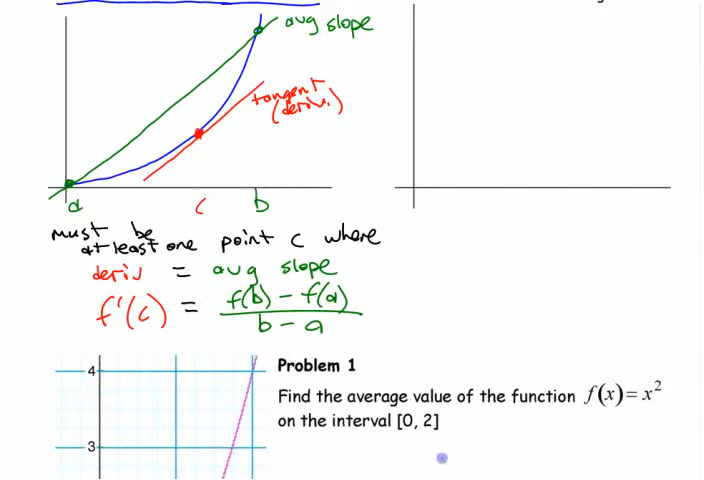 avg slope
tangent
(deriv.)
a
c
b
must be
at least one point c where
deriv = avg slope
f'(c) = f(b) - f(a)
b - a
4
3
Problem 1
Find the average value of the function f(x) = x²
on the interval [0, 2]